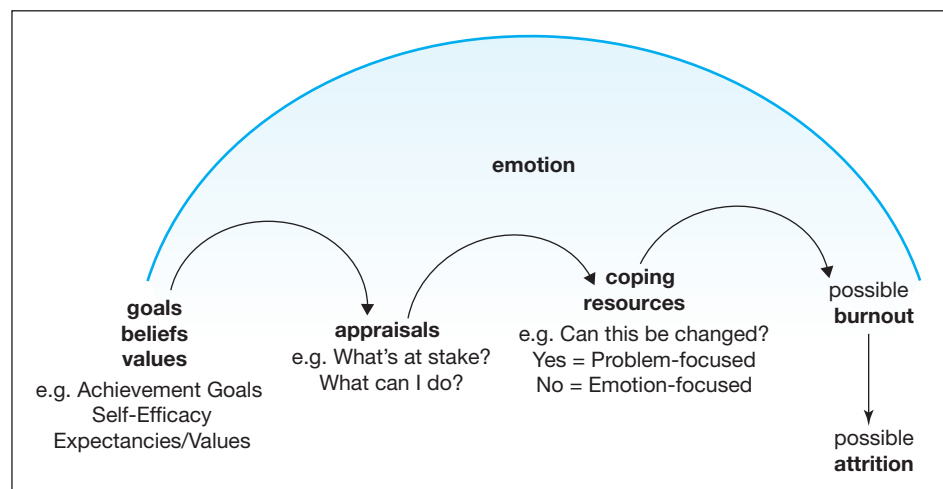 emotion
goals
beliefs
values
e.g. Achievement Goals
Self-Efficacy
Expectancies/Values
appraisals
e.g. What's at stake?
What can I do?
coping
resources
e.g. Can this be changed?
Yes = Problem-focused
No = Emotion-focused
possible
burnout
possible
attrition